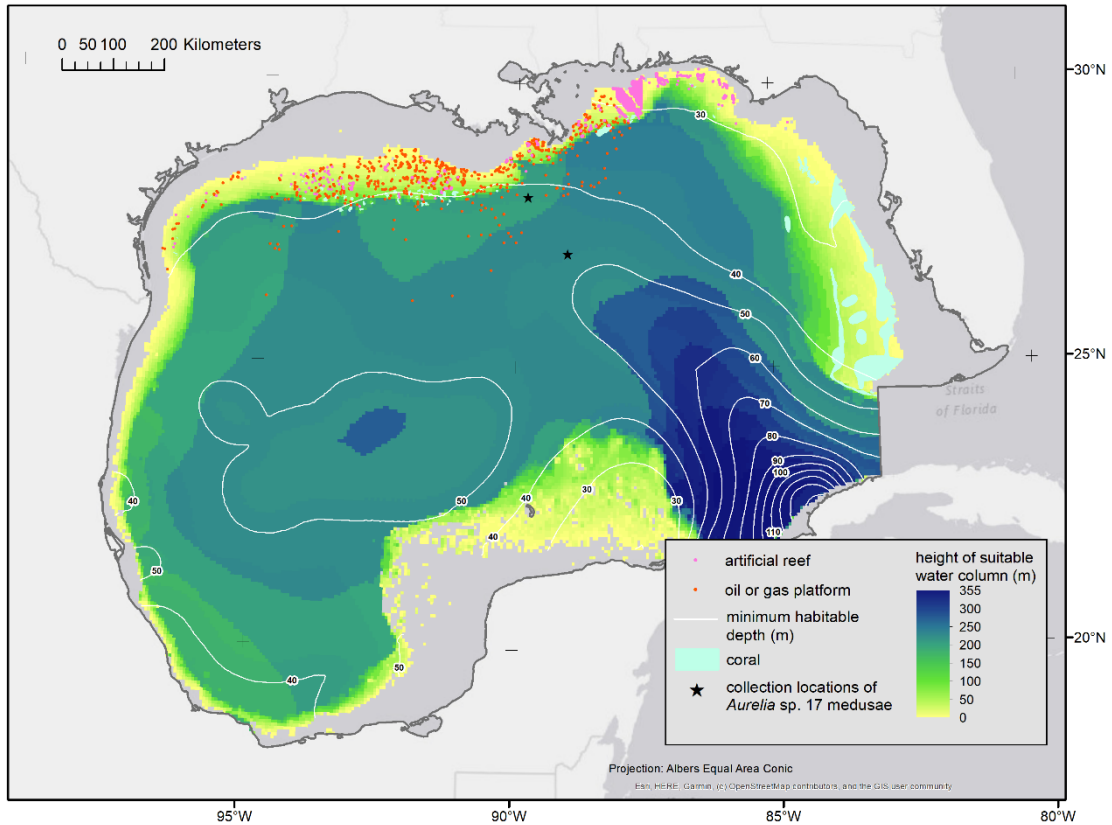 0 50 100 200 Kilometers
30°N
30
40
50
25°N
60
Straits
of Florida
70
80
90
100
40
50
40
30
30
110
40
50
50
40
artificial reef
oil or gas platform
minimum habitable
depth (m)
coral
collection locations of
Aurelia sp. 17 medusae
height of suitable
water column (m)
355
300
250
200
150
100
50
0
20°N
Projection: Albers Equal Area Conic
Esri, HERE, Garmin, (c) OpenStreetMap contributors, and the GIS user community
95°W 90°W 85°W 80°W